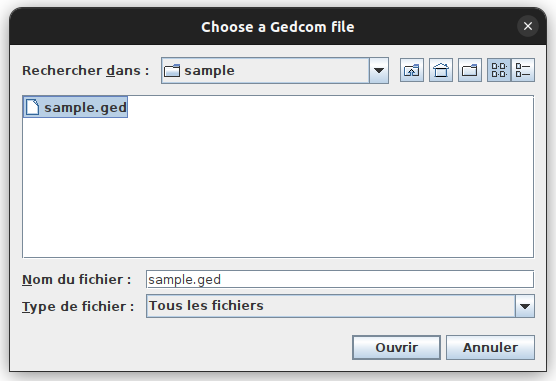 Choose a Gedcom file
Rechercher dans : sample
sample.ged
Nom du fichier : sample.ged
Type de fichier : Tous les fichiers
Ouvrir Annuler